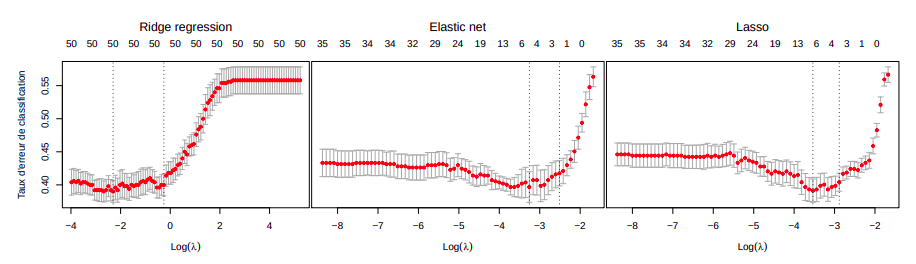 Ridge regression
Elastic net
Lasso
50 50 50 50 50 50 50 50 50 50
35 35 34 34 32 29 24 19 13 6 4 3 1 0
35 35 34 34 34 32 29 24 19 13 6 4 3 1 0
Taux d'erreur de classification
0.55
0.50
0.45
0.40
−4 −2 0 2 4
−8 −7 −6 −5 −4 −3 −2
−8 −7 −6 −5 −4 −3 −2
Log(λ)
Log(λ)
Log(λ)